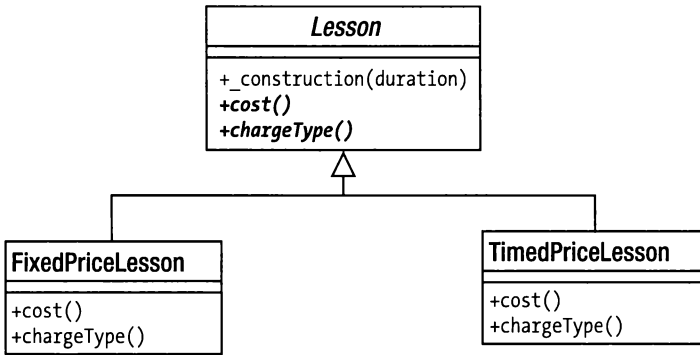 Lesson
+_construction(duration)
+cost()
+chargeType()
FixedPriceLesson
+cost()
+chargeType()
TimedPriceLesson
+cost()
+chargeType()